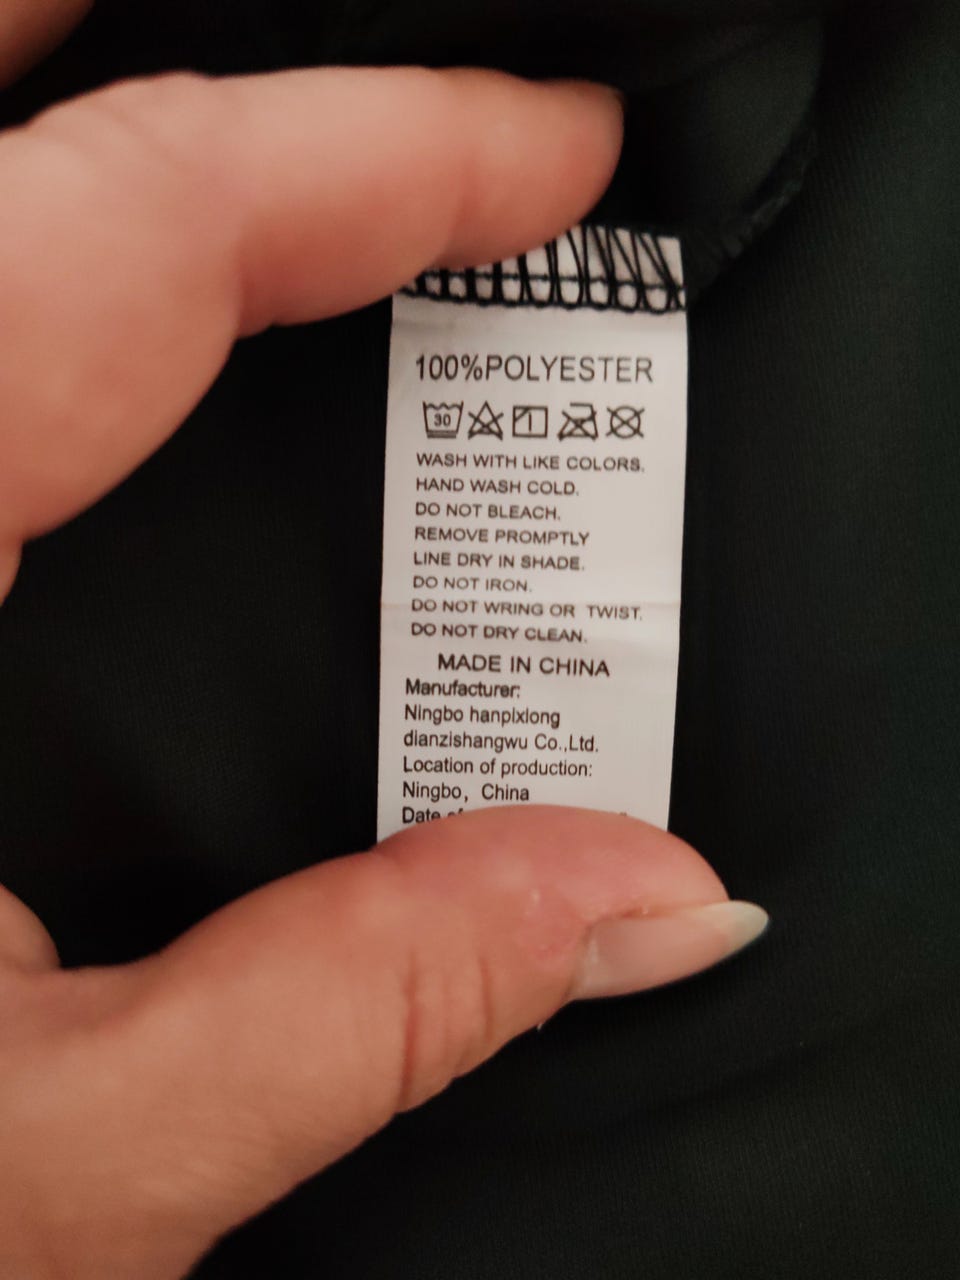 100%POLYESTER
30
WASH WITH LIKE COLORS.
HAND WASH COLD.
DO NOT BLEACH.
REMOVE PROMPTLY
LINE DRY IN SHADE.
DO NOT IRON.
DO NOT WRING OR TWIST.
DO NOT DRY CLEAN.
MADE IN CHINA
Manufacturer:
Ningbo hanpixiong
dianzishangwu Co.,Ltd.
Location of production:
Ningbo, China
Date